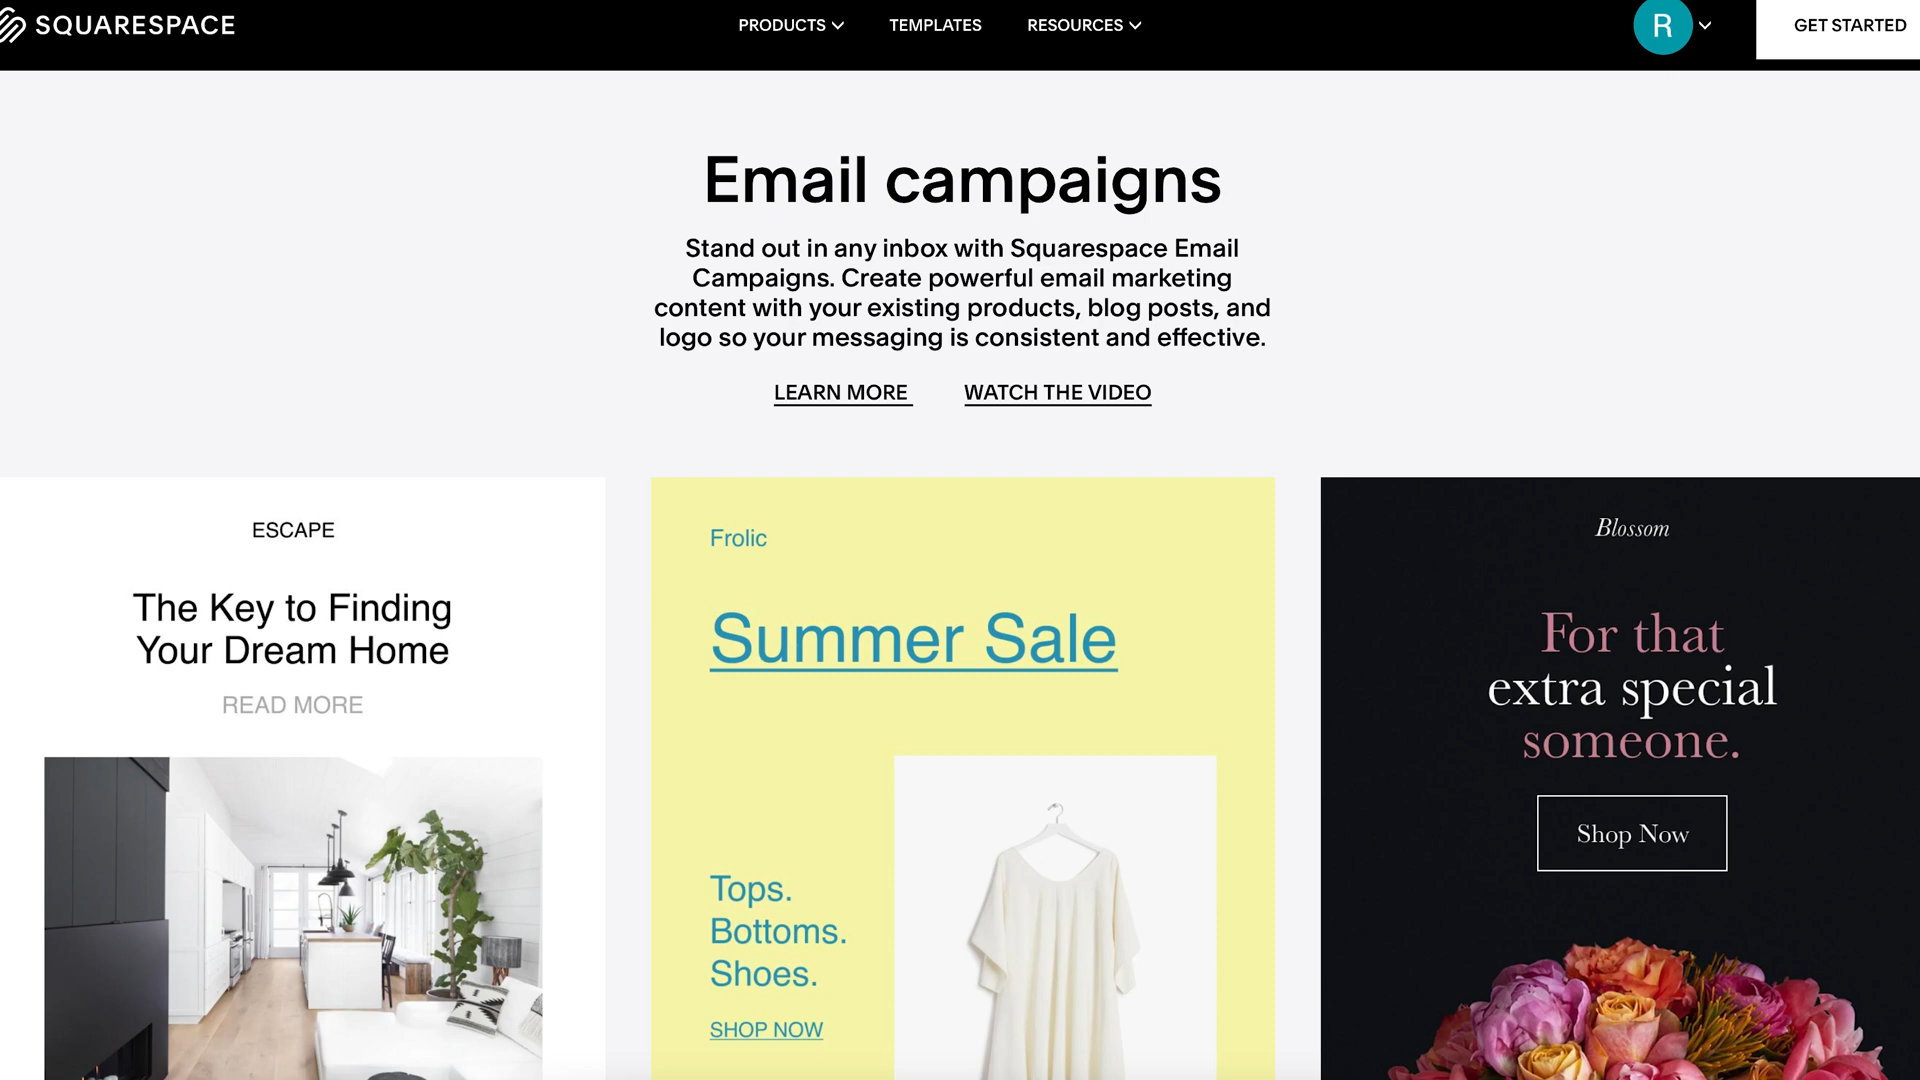 SQUARESPACE
PRODUCTS
TEMPLATES
RESOURCES
R
GET STARTED
Email campaigns
Stand out in any inbox with Squarespace Email
Campaigns. Create powerful email marketing
content with your existing products, blog posts, and
logo so your messaging is consistent and effective.
LEARN MORE
WATCH THE VIDEO
ESCAPE
The Key to Finding
Your Dream Home
READ MORE
Frolic
Summer Sale
Tops.
Bottoms.
Shoes.
SHOP NOW
Blossom
For that
extra special
someone.
Shop Now